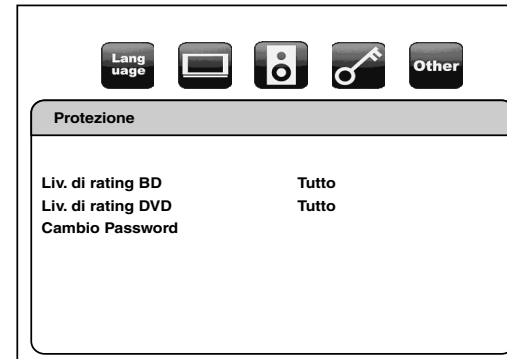 Lang
uage
Other
Protezione
Liv. di rating BD Tutto
Liv. di rating DVD Tutto
Cambio Password